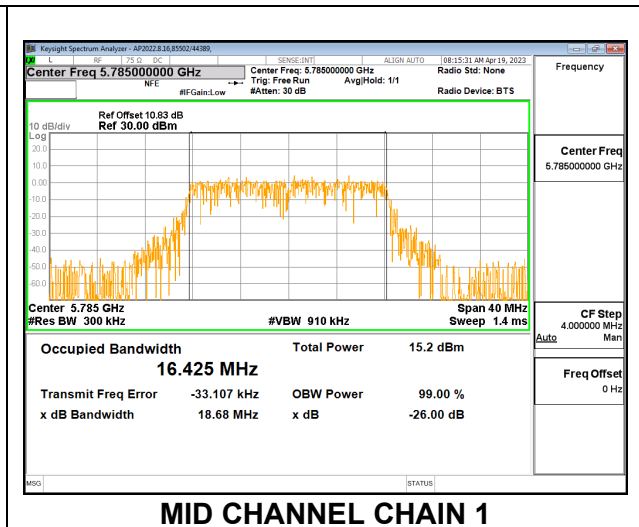 Keysight Spectrum Analyzer - AP2022.8.16,85502/44389,
L RF 75 Ω DC SENSE:INT ALIGN AUTO 08:15:31 AM Apr 19, 2023
Center Freq 5.785000000 GHz Center Freq: 5.785000000 GHz Radio Std: None Frequency
NFE Trig: Free Run Avg|Hold: 1/1
#IFGain:Low #Atten: 30 dB Radio Device: BTS
Ref Offset 10.83 dB
10 dB/div Ref 30.00 dBm
Log
20.0
10.0
0.00
-10.0
-20.0
-30.0
-40.0
-50.0
-60.0
Center Freq
5.785000000 GHz
Center 5.785 GHz Span 40 MHz
#Res BW 300 kHz #VBW 910 kHz Sweep 1.4 ms
CF Step
4.000000 MHz
Auto Man
Occupied Bandwidth Total Power 15.2 dBm
16.425 MHz
Freq Offset
0 Hz
Transmit Freq Error -33.107 kHz OBW Power 99.00 %
x dB Bandwidth 18.68 MHz x dB -26.00 dB
MSG STATUS
MID CHANNEL CHAIN 1